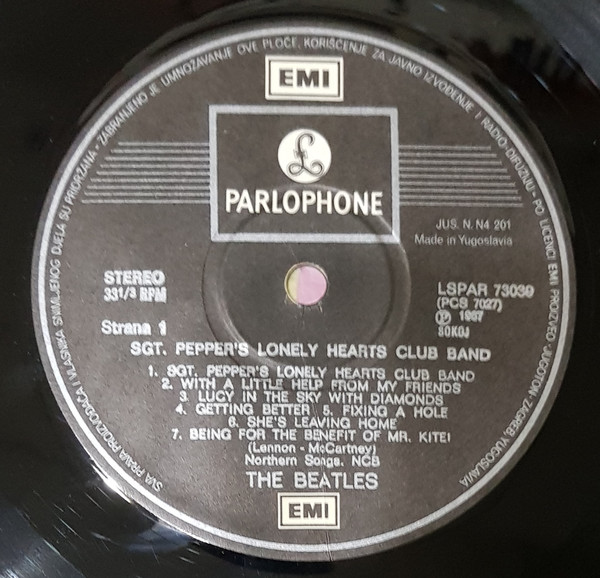 SVA PRAVA PROIZVOĐAČA I VLASNIKA SNIMLJENOG DJELA SU PRIDRŽANA - ZABRANJENO JE UMNOŽAVANJE OVE PLOČE, KORIŠĆENJE ZA JAVNO IZVOĐENJE I RADIO-DIFUZIJU - PO LICENCI EMI PROIZVEO JUGOTON-ZAGREB YUGOSLAVIA
EMI
£
PARLOPHONE
JUS. N. N4 201
Made in Yugoslavia
STEREO
33 1/3 RPM
LSPAR 73039
(PCS 7027)
℗ 1967
SOKOJ
Strana 1
SGT. PEPPER'S LONELY HEARTS CLUB BAND
1. SGT. PEPPER'S LONELY HEARTS CLUB BAND
2. WITH A LITTLE HELP FROM MY FRIENDS
3. LUCY IN THE SKY WITH DIAMONDS
4. GETTING BETTER 5. FIXING A HOLE
6. SHE'S LEAVING HOME
7. BEING FOR THE BENEFIT OF MR. KITE!
(Lennon - McCartney)
Northern Songs, NCB
THE BEATLES
EMI